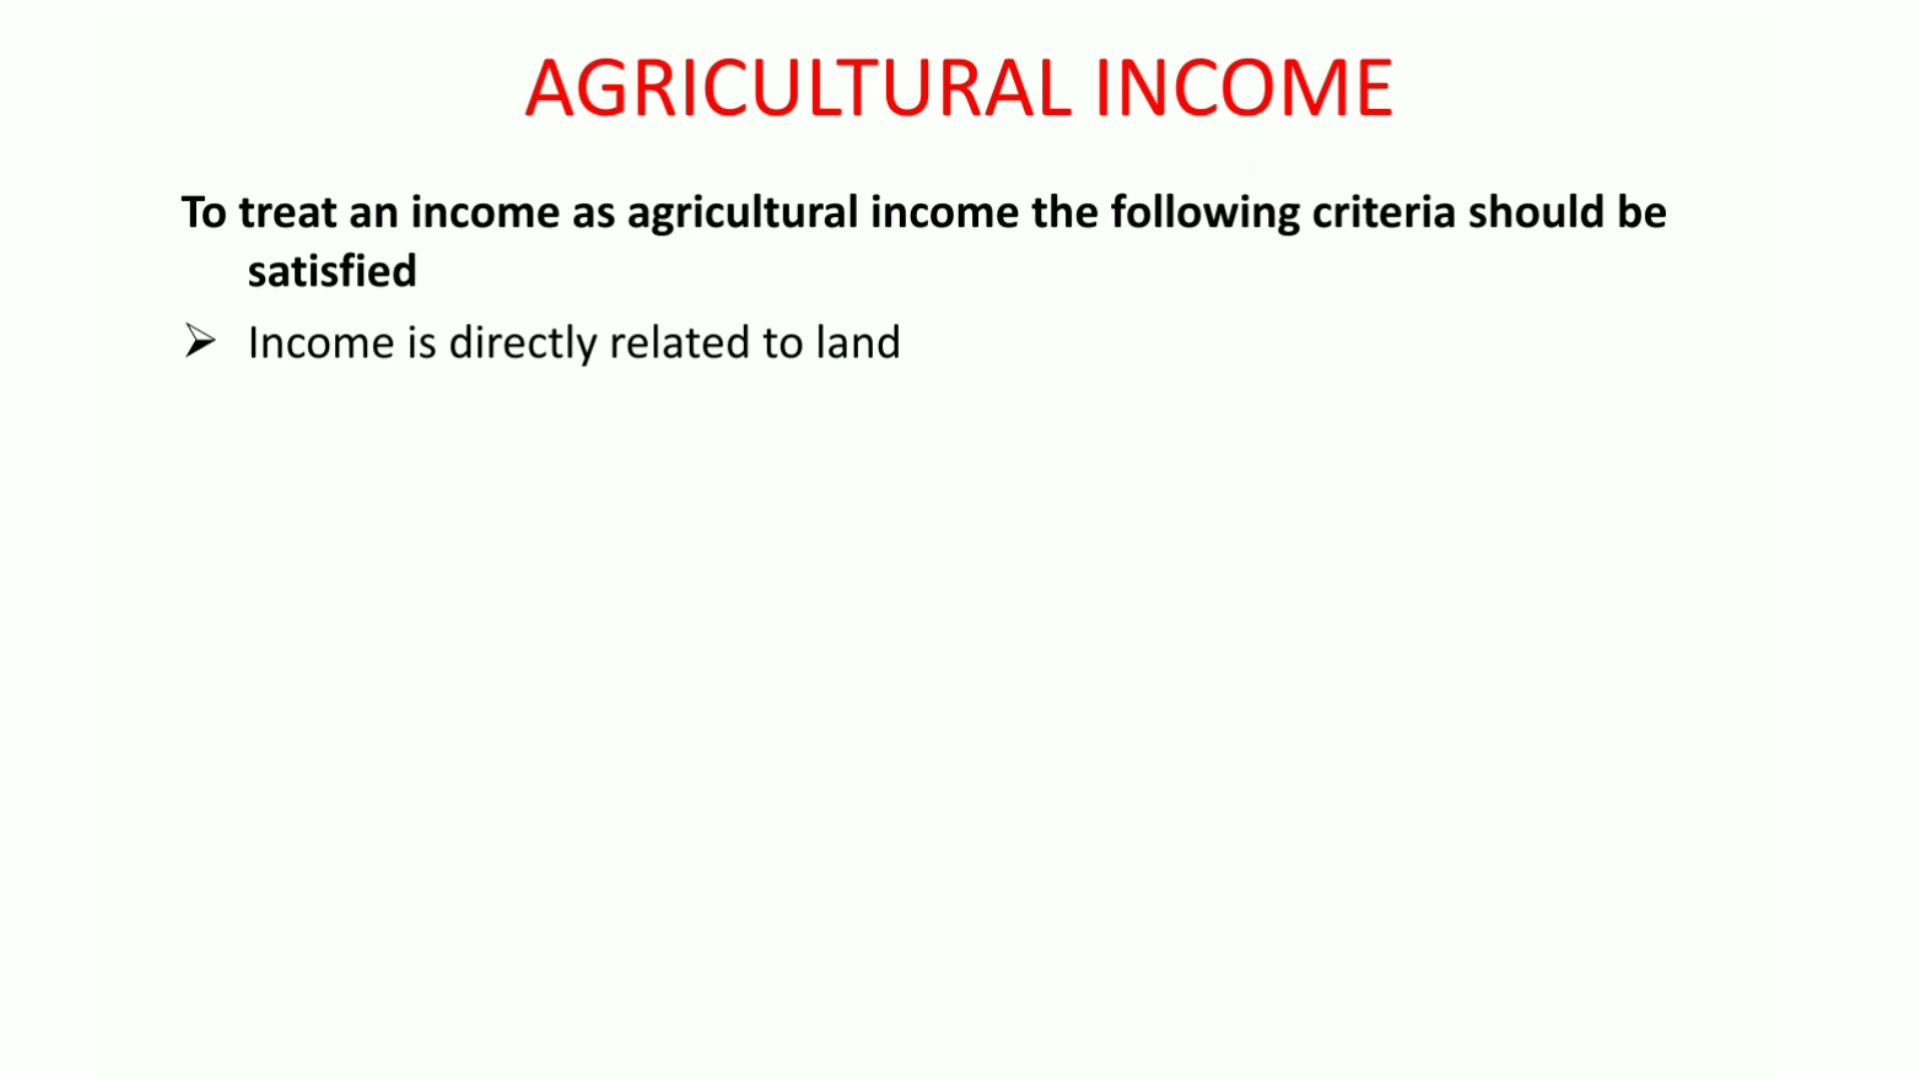 AGRICULTURAL INCOME
To treat an income as agricultural income the following criteria should be
satisfied
➢ Income is directly related to land